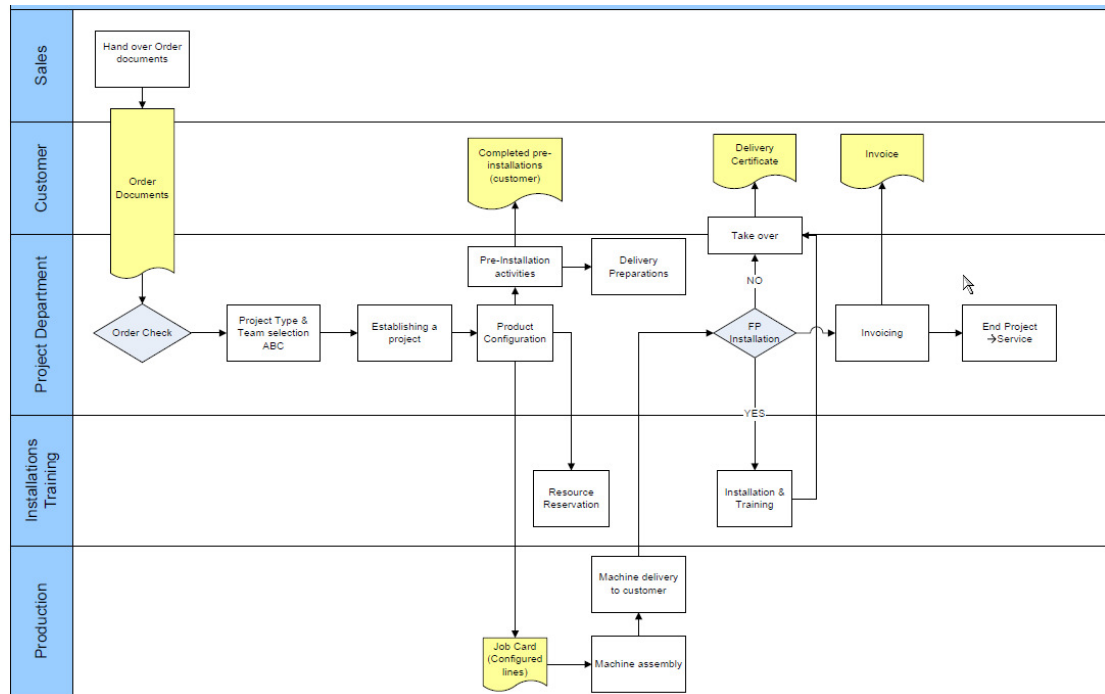 Sales
Hand over Order
documents
Customer
Order
Documents
Completed pre-
installations
(customer)
Delivery
Certificate
Invoice
Take over
Project Department
Pre-Installation
activities
Delivery
Preparations
NO
Order Check
Project Type &
Team selection
ABC
Establishing a
project
Product
Configuration
FP
Installation
Invoicing
End Project
→Service
YES
Installations
Training
Resource
Reservation
Installation &
Training
Production
Machine delivery
to customer
Job Card
(Configured
lines)
Machine assembly